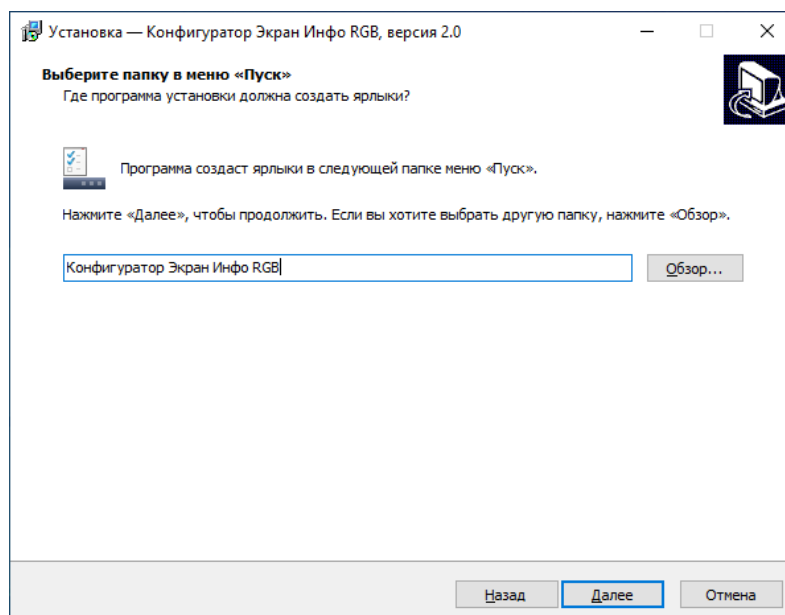 Установка — Конфигуратор Экран Инфо RGB, версия 2.0
Выберите папку в меню «Пуск»
Где программа установки должна создать ярлыки?
Программа создаст ярлыки в следующей папке меню «Пуск».
Нажмите «Далее», чтобы продолжить. Если вы хотите выбрать другую папку, нажмите «Обзор».
Конфигуратор Экран Инфо RGB
Обзор...
Назад
Далее
Отмена